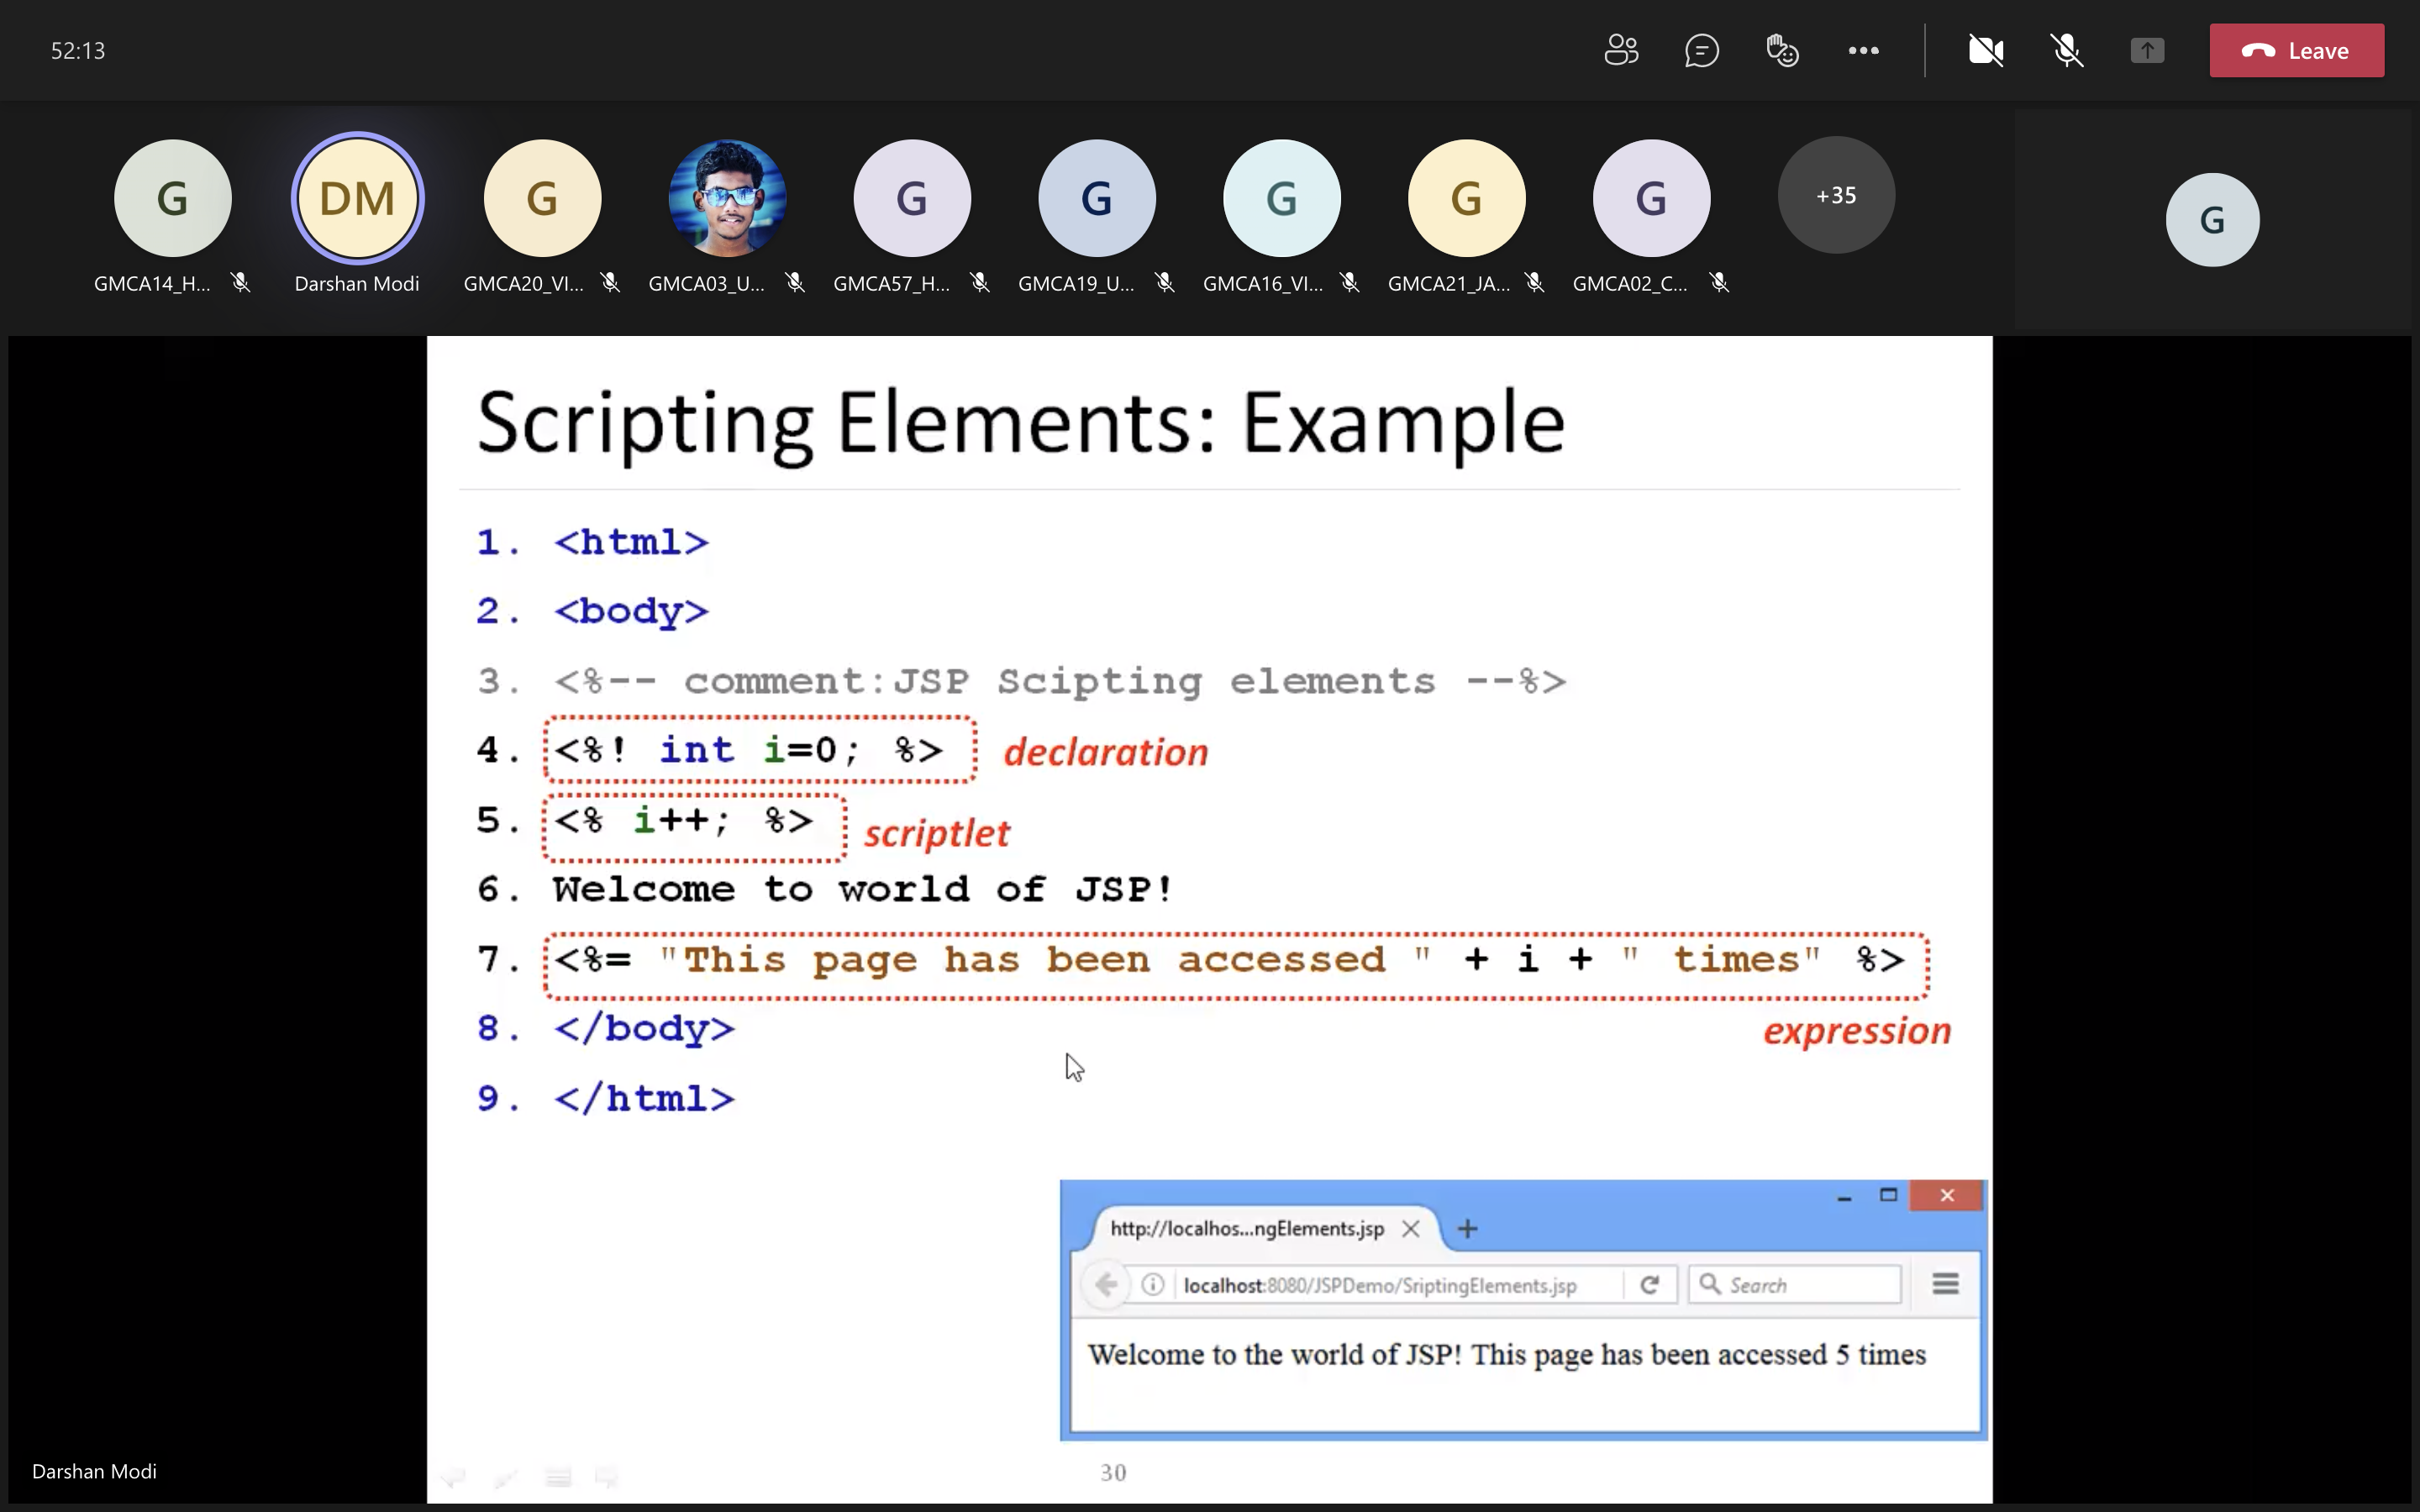 52:13
Leave
G DM G G G G G G +35 G
GMCA14_H... Darshan Modi GMCA20_VI... GMCA03_U... GMCA57_H... GMCA19_U... GMCA16_VI... GMCA21_JA... GMCA02_C...
Scripting Elements: Example
1. <html>
2. <body>
3. <%-- comment:JSP Scipting elements --%>
4. <%! int i=0; %> declaration
5. <% i++; %> scriptlet
6. Welcome to world of JSP!
7. <%= "This page has been accessed " + i + " times" %>
8. </body> expression
9. </html>
http://localhos...ngElements.jsp
localhost:8080/JSPDemo/SriptingElements.jsp Search
Welcome to the world of JSP! This page has been accessed 5 times
Darshan Modi
30